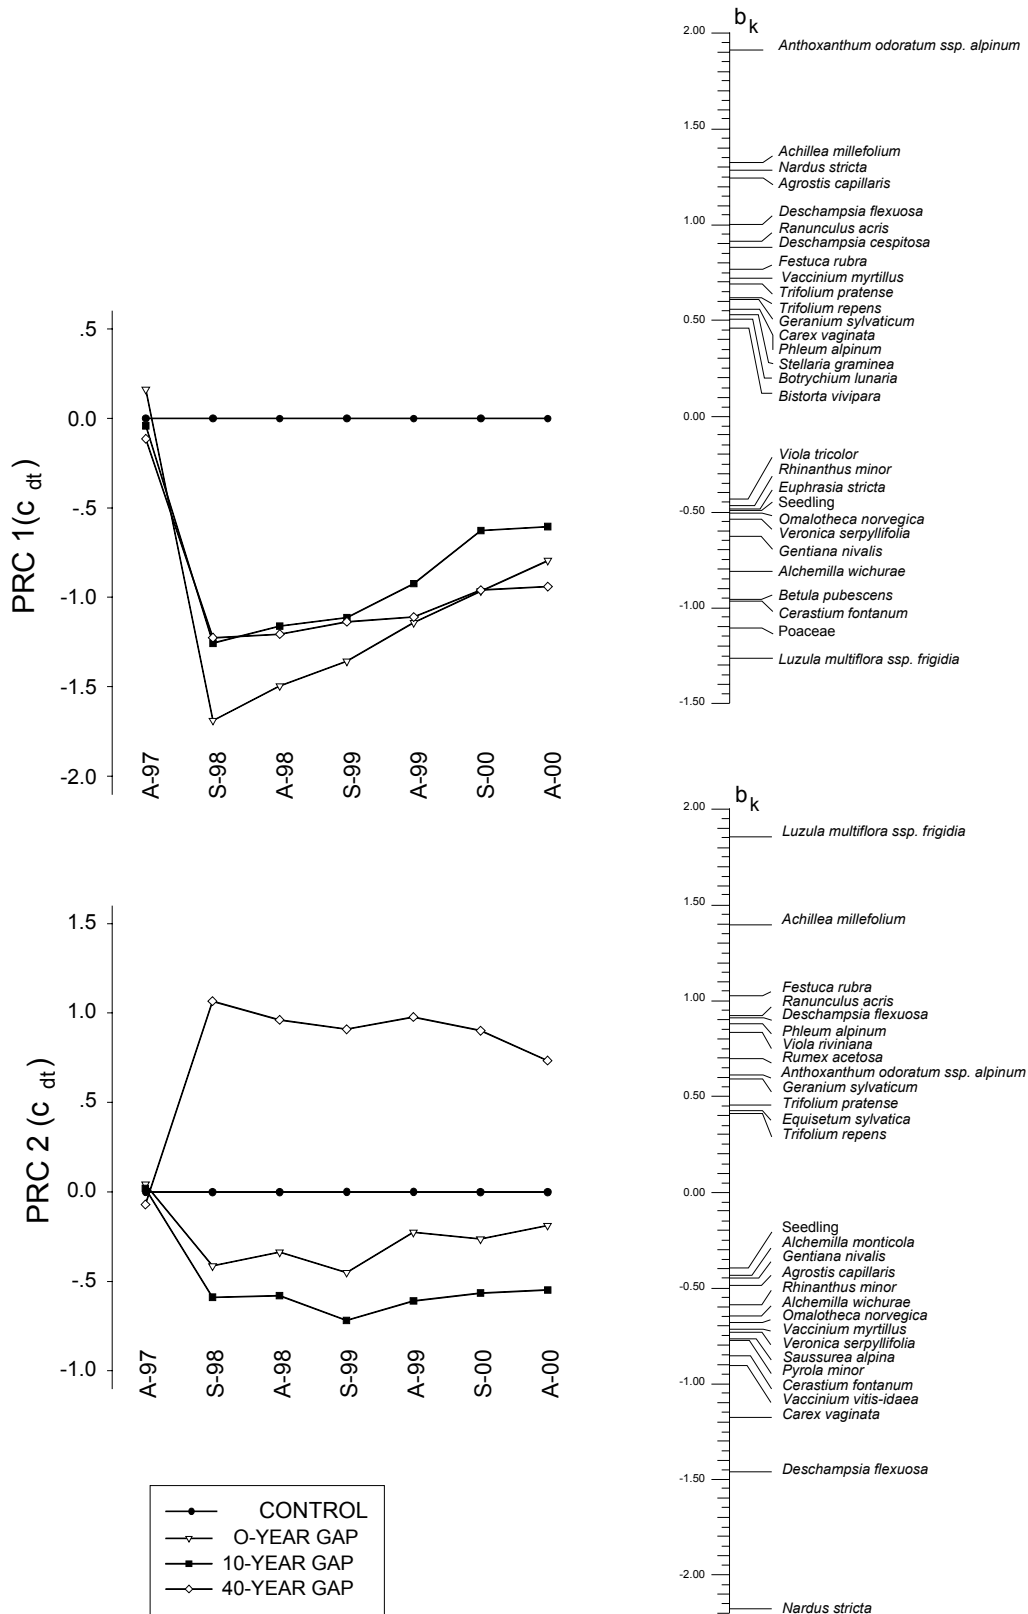 b k
2.00
Anthoxanthum odoratum ssp. alpinum
1.50
Achillea millefolium
Nardus stricta
Agrostis capillaris
1.00
Deschampsia flexuosa
Ranunculus acris
Deschampsia cespitosa
Festuca rubra
Vaccinium myrtillus
Trifolium pratense
Trifolium repens
0.50
Geranium sylvaticum
Carex vaginata
Phleum alpinum
Stellaria graminea
Botrychium lunaria
Bistorta vivipara
0.00
Viola tricolor
Rhinanthus minor
Euphrasia stricta
Seedling
-0.50
Omalotheca norvegica
Veronica serpyllifolia
Gentiana nivalis
Alchemilla wichurae
Betula pubescens
-1.00
Cerastium fontanum
Poaceae
Luzula multiflora ssp. frigidia
-1.50
PRC 1(c dt)
.5
0.0
-.5
-1.0
-1.5
-2.0
A-97
S-98
A-98
S-99
A-99
S-00
A-00
b k
2.00
Luzula multiflora ssp. frigidia
1.50
Achillea millefolium
Festuca rubra
1.00
Ranunculus acris
Deschampsia flexuosa
Phleum alpinum
Viola riviniana
Rumex acetosa
Anthoxanthum odoratum ssp. alpinum
Geranium sylvaticum
0.50
Trifolium pratense
Equisetum sylvatica
Trifolium repens
0.00
Seedling
Alchemilla monticola
Gentiana nivalis
Agrostis capillaris
-0.50
Rhinanthus minor
Alchemilla wichurae
Omalotheca norvegica
Vaccinium myrtillus
Veronica serpyllifolia
Saussurea alpina
Pyrola minor
-1.00
Cerastium fontanum
Vaccinium vitis-idaea
Carex vaginata
Deschampsia flexuosa
-1.50
-2.00
Nardus stricta
PRC 2 (c dt)
1.5
1.0
.5
0.0
-.5
-1.0
A-97
S-98
A-98
S-99
A-99
S-00
A-00
CONTROL
O-YEAR GAP
10-YEAR GAP
40-YEAR GAP